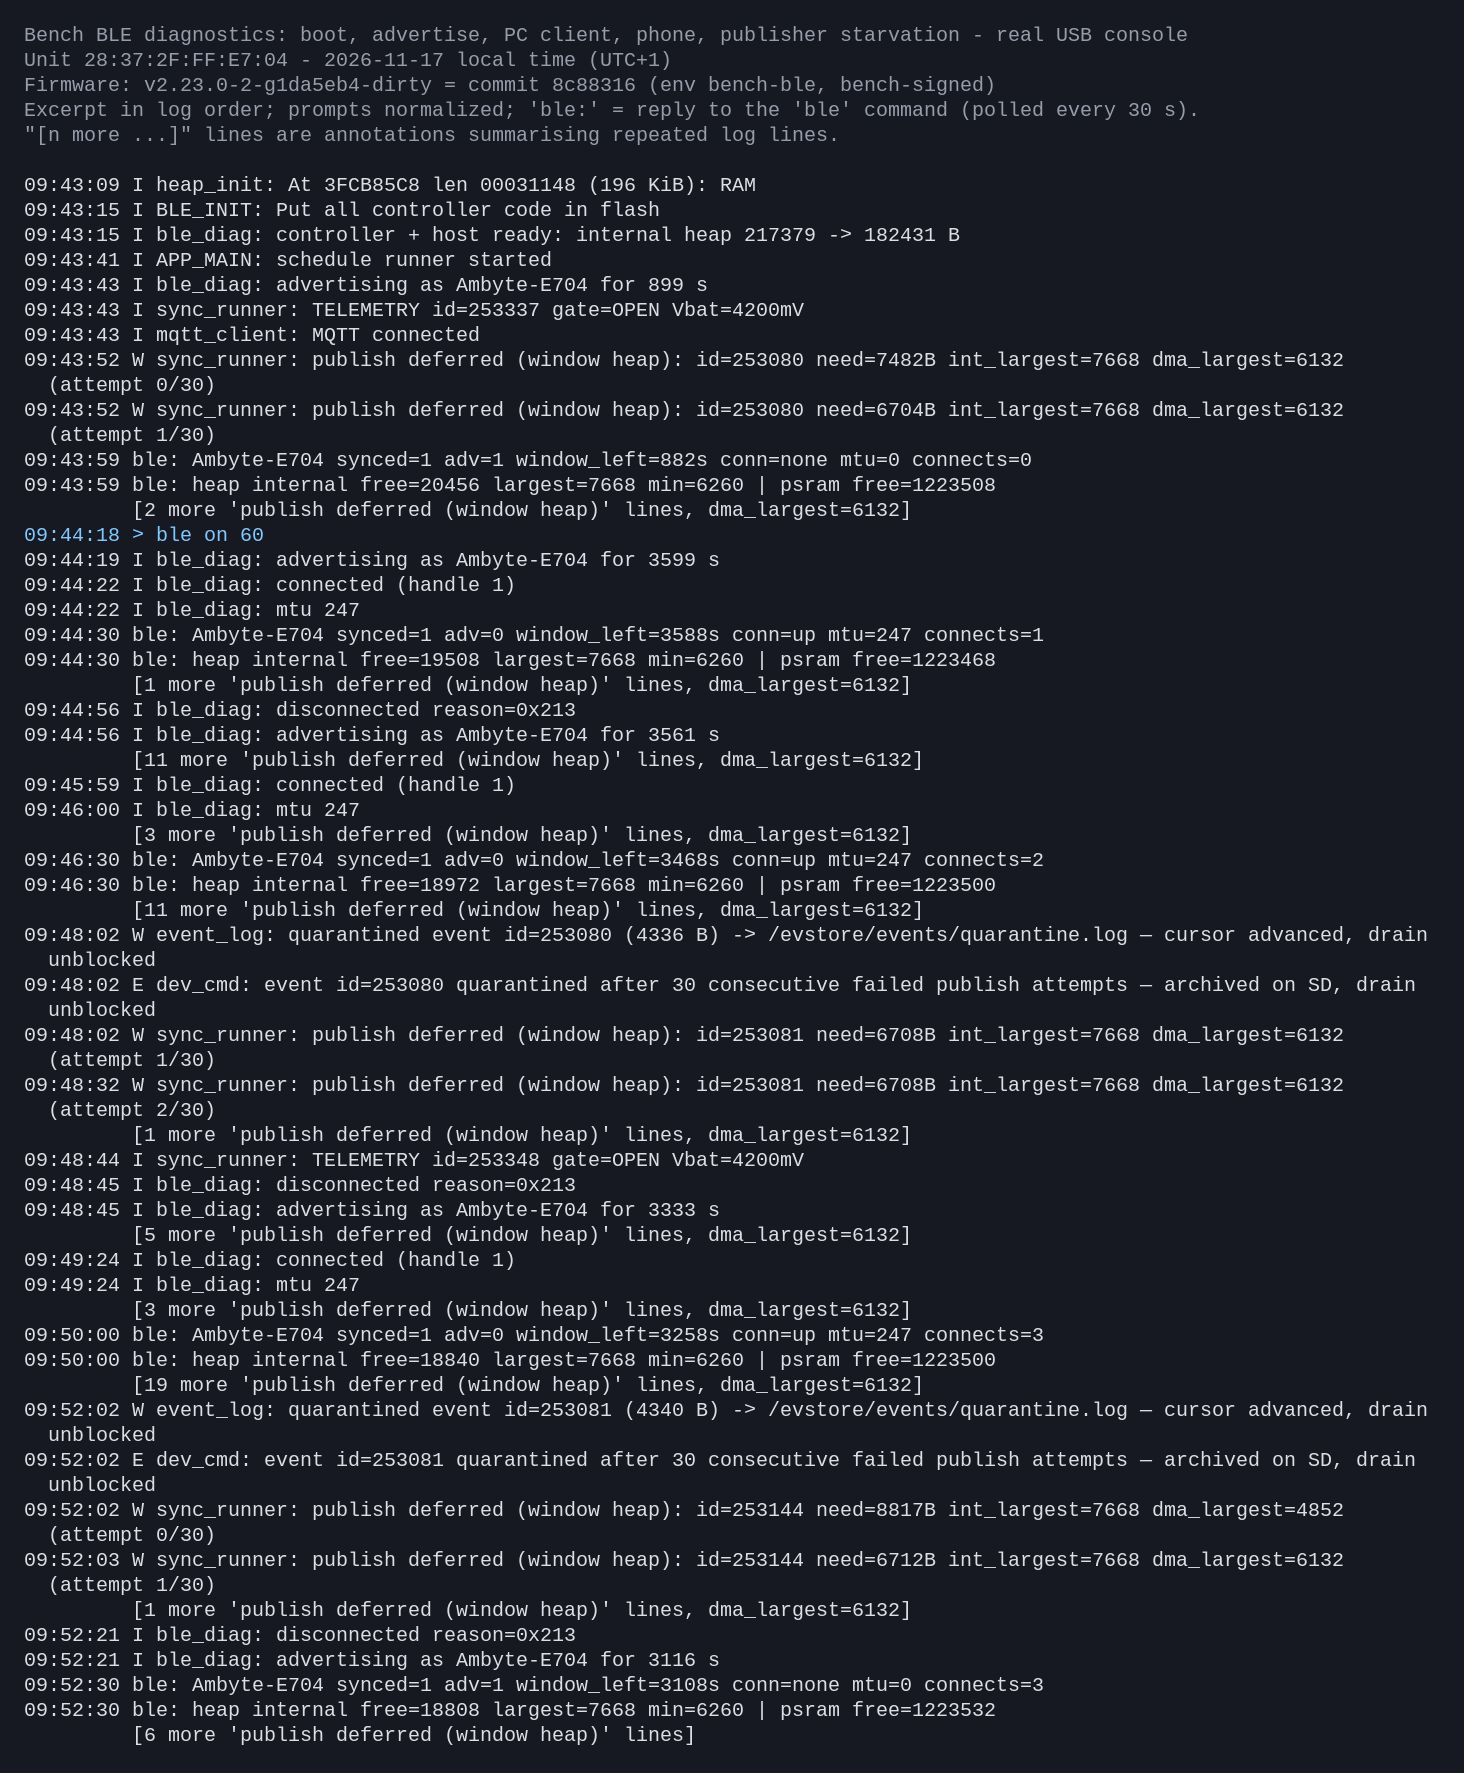 Bench BLE diagnostics: boot, advertise, PC client, phone, publisher starvation - real USB console
Unit 28:37:2F:FF:E7:04 - 2026-11-17 local time (UTC+1)
Firmware: v2.23.0-2-g1da5eb4-dirty = commit 8c88316 (env bench-ble, bench-signed)
Excerpt in log order; prompts normalized; 'ble:' = reply to the 'ble' command (polled every 30 s).
"[n more ...]" lines are annotations summarising repeated log lines.
09:43:09 I heap_init: At 3FCB85C8 len 00031148 (196 KiB): RAM
09:43:15 I BLE_INIT: Put all controller code in flash
09:43:15 I ble_diag: controller + host ready: internal heap 217379 -> 182431 B
09:43:41 I APP_MAIN: schedule runner started
09:43:43 I ble_diag: advertising as Ambyte-E704 for 899 s
09:43:43 I sync_runner: TELEMETRY id=253337 gate=OPEN Vbat=4200mV
09:43:43 I mqtt_client: MQTT connected
09:43:52 W sync_runner: publish deferred (window heap): id=253080 need=7482B int_largest=7668 dma_largest=6132
(attempt 0/30)
09:43:52 W sync_runner: publish deferred (window heap): id=253080 need=6704B int_largest=7668 dma_largest=6132
(attempt 1/30)
09:43:59 ble: Ambyte-E704 synced=1 adv=1 window_left=882s conn=none mtu=0 connects=0
09:43:59 ble: heap internal free=20456 largest=7668 min=6260 | psram free=1223508
[2 more 'publish deferred (window heap)' lines, dma_largest=6132]
09:44:18 > ble on 60
09:44:19 I ble_diag: advertising as Ambyte-E704 for 3599 s
09:44:22 I ble_diag: connected (handle 1)
09:44:22 I ble_diag: mtu 247
09:44:30 ble: Ambyte-E704 synced=1 adv=0 window_left=3588s conn=up mtu=247 connects=1
09:44:30 ble: heap internal free=19508 largest=7668 min=6260 | psram free=1223468
[1 more 'publish deferred (window heap)' lines, dma_largest=6132]
09:44:56 I ble_diag: disconnected reason=0x213
09:44:56 I ble_diag: advertising as Ambyte-E704 for 3561 s
[11 more 'publish deferred (window heap)' lines, dma_largest=6132]
09:45:59 I ble_diag: connected (handle 1)
09:46:00 I ble_diag: mtu 247
[3 more 'publish deferred (window heap)' lines, dma_largest=6132]
09:46:30 ble: Ambyte-E704 synced=1 adv=0 window_left=3468s conn=up mtu=247 connects=2
09:46:30 ble: heap internal free=18972 largest=7668 min=6260 | psram free=1223500
[11 more 'publish deferred (window heap)' lines, dma_largest=6132]
09:48:02 W event_log: quarantined event id=253080 (4336 B) -> /evstore/events/quarantine.log — cursor advanced, drain
unblocked
09:48:02 E dev_cmd: event id=253080 quarantined after 30 consecutive failed publish attempts — archived on SD, drain
unblocked
09:48:02 W sync_runner: publish deferred (window heap): id=253081 need=6708B int_largest=7668 dma_largest=6132
(attempt 1/30)
09:48:32 W sync_runner: publish deferred (window heap): id=253081 need=6708B int_largest=7668 dma_largest=6132
(attempt 2/30)
[1 more 'publish deferred (window heap)' lines, dma_largest=6132]
09:48:44 I sync_runner: TELEMETRY id=253348 gate=OPEN Vbat=4200mV
09:48:45 I ble_diag: disconnected reason=0x213
09:48:45 I ble_diag: advertising as Ambyte-E704 for 3333 s
[5 more 'publish deferred (window heap)' lines, dma_largest=6132]
09:49:24 I ble_diag: connected (handle 1)
09:49:24 I ble_diag: mtu 247
[3 more 'publish deferred (window heap)' lines, dma_largest=6132]
09:50:00 ble: Ambyte-E704 synced=1 adv=0 window_left=3258s conn=up mtu=247 connects=3
09:50:00 ble: heap internal free=18840 largest=7668 min=6260 | psram free=1223500
[19 more 'publish deferred (window heap)' lines, dma_largest=6132]
09:52:02 W event_log: quarantined event id=253081 (4340 B) -> /evstore/events/quarantine.log — cursor advanced, drain
unblocked
09:52:02 E dev_cmd: event id=253081 quarantined after 30 consecutive failed publish attempts — archived on SD, drain
unblocked
09:52:02 W sync_runner: publish deferred (window heap): id=253144 need=8817B int_largest=7668 dma_largest=4852
(attempt 0/30)
09:52:03 W sync_runner: publish deferred (window heap): id=253144 need=6712B int_largest=7668 dma_largest=6132
(attempt 1/30)
[1 more 'publish deferred (window heap)' lines, dma_largest=6132]
09:52:21 I ble_diag: disconnected reason=0x213
09:52:21 I ble_diag: advertising as Ambyte-E704 for 3116 s
09:52:30 ble: Ambyte-E704 synced=1 adv=1 window_left=3108s conn=none mtu=0 connects=3
09:52:30 ble: heap internal free=18808 largest=7668 min=6260 | psram free=1223532
[6 more 'publish deferred (window heap)' lines]